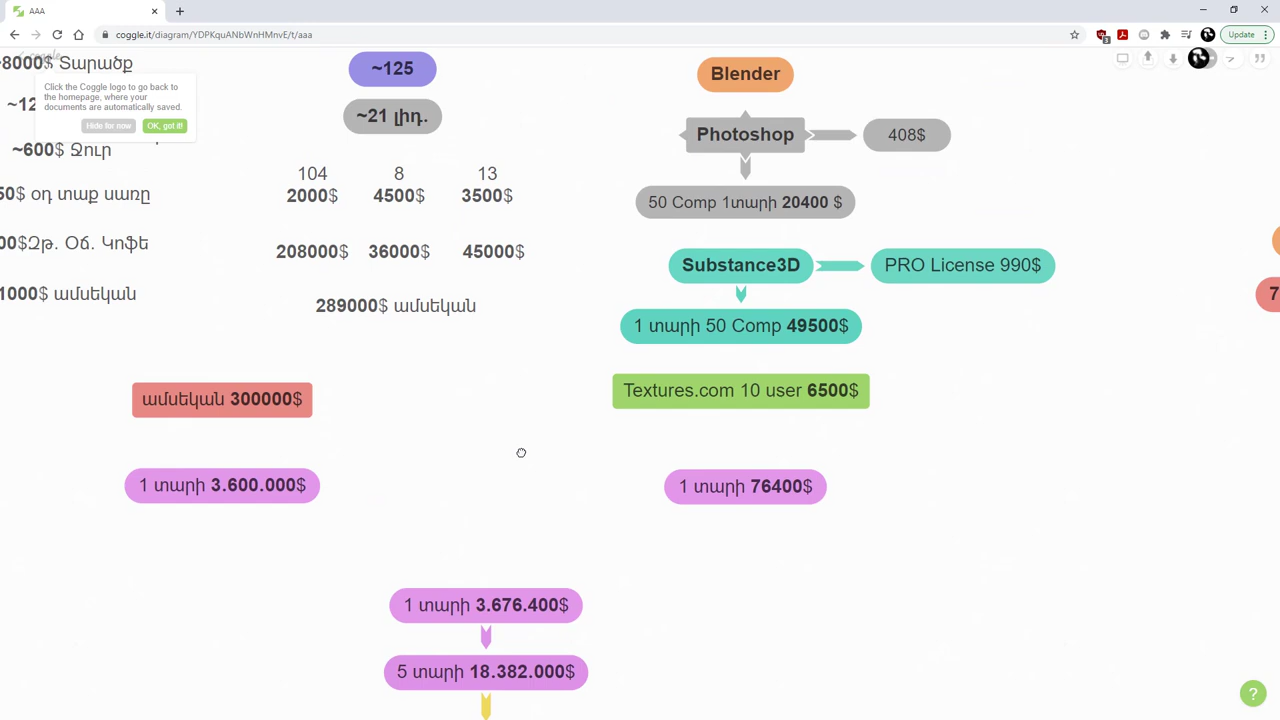 AAA
coggle.it/diagram/YDPKquANbWnHMnvE/t/aaa
Update
~8000$ Տարածք
Click the Coggle logo to go back to
the homepage, where your
documents are automatically saved.
Hide for now
OK, got it!
~600$ Ջուր
50$ օդ տաք սառը
00$Զթ. Օճ. Կոֆե
1000$ ամսեկան
~125
~21 լիդ.
104 8 13
2000$ 4500$ 3500$
208000$ 36000$ 45000$
289000$ ամսեկան
ամսեկան 300000$
1 տարի 3.600.000$
Blender
Photoshop
408$
50 Comp 1տարի 20400 $
Substance3D
PRO License 990$
1 տարի 50 Comp 49500$
Textures.com 10 user 6500$
1 տարի 76400$
7
1 տարի 3.676.400$
5 տարի 18.382.000$
?